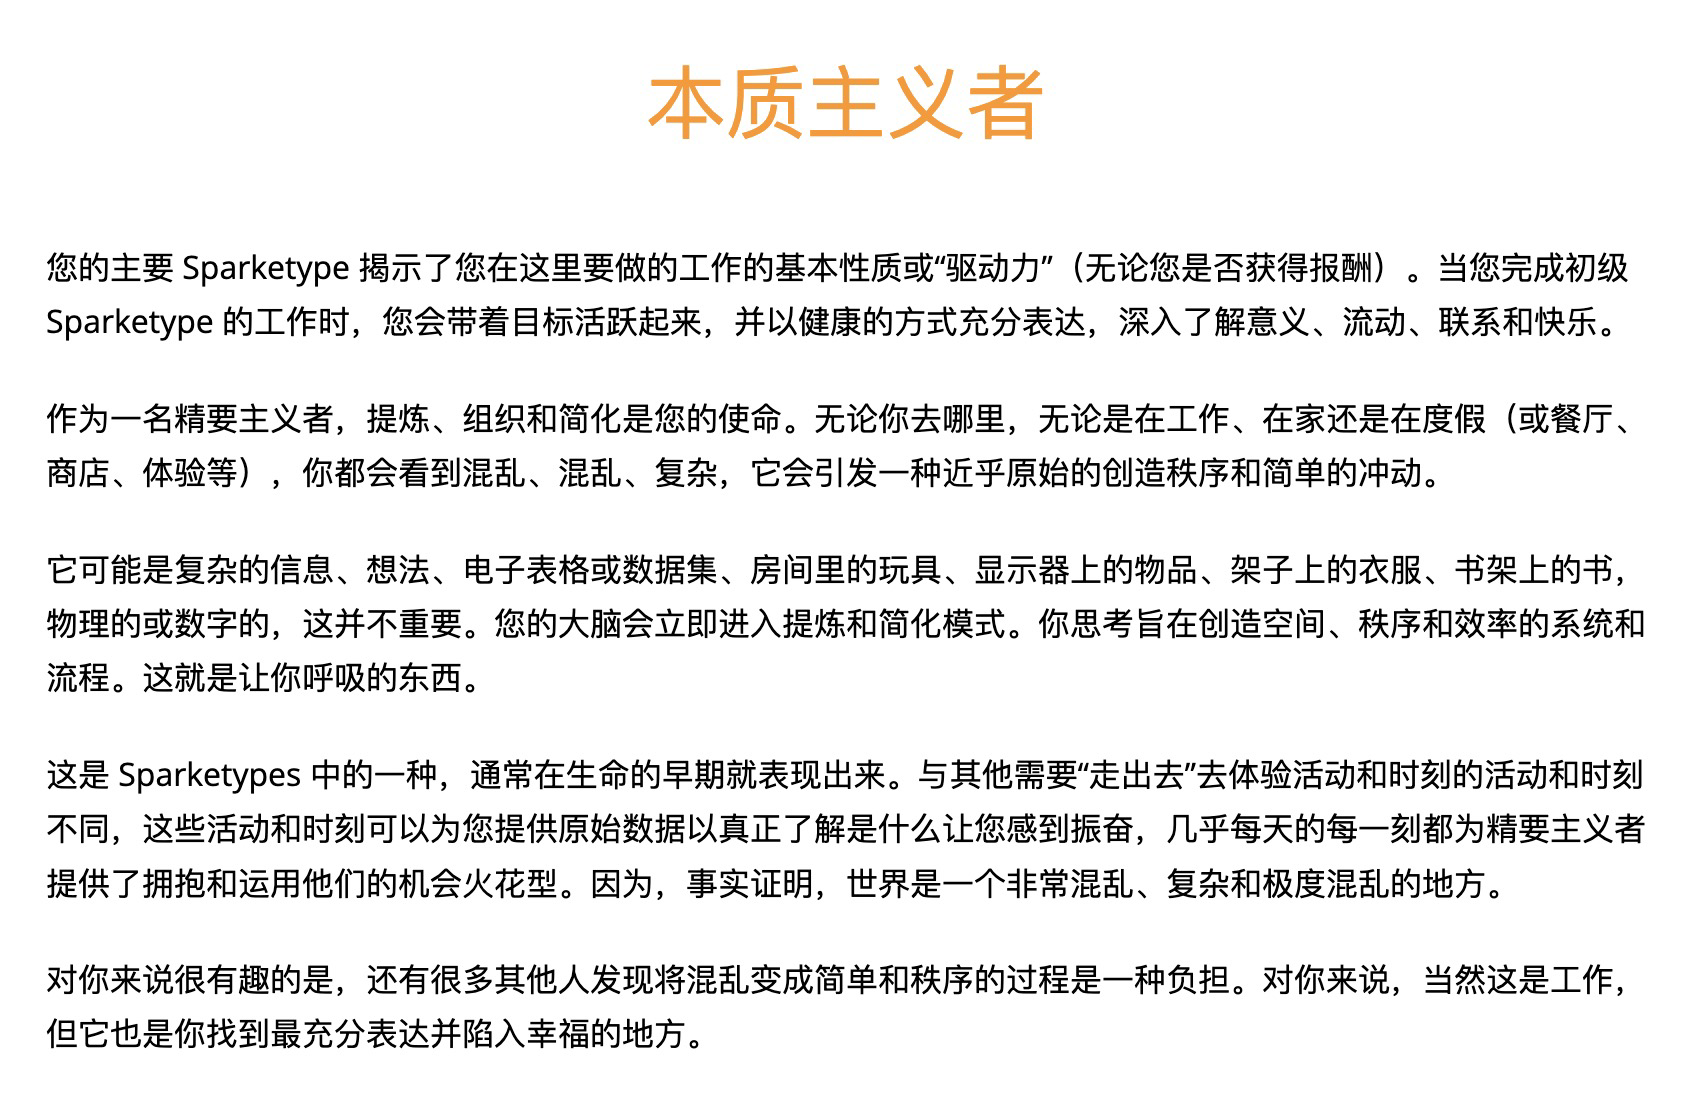 本质主义者
您的主要 Sparketype 揭示了您在这里要做的工作的基本性质或“驱动力”（无论您是否获得报酬）。当您完成初级
Sparketype 的工作时，您会带着目标活跃起来，并以健康的方式充分表达，深入了解意义、流动、联系和快乐。
作为一名精要主义者，提炼、组织和简化是您的使命。无论你去哪里，无论是在工作、在家还是在度假（或餐厅、
商店、体验等），你都会看到混乱、混乱、复杂，它会引发一种近乎原始的创造秩序和简单的冲动。
它可能是复杂的信息、想法、电子表格或数据集、房间里的玩具、显示器上的物品、架子上的衣服、书架上的书，
物理的或数字的，这并不重要。您的大脑会立即进入提炼和简化模式。你思考旨在创造空间、秩序和效率的系统和
流程。这就是让你呼吸的东西。
这是 Sparketypes 中的一种，通常在生命的早期就表现出来。与其他需要“走出去”去体验活动和时刻的活动和时刻
不同，这些活动和时刻可以为您提供原始数据以真正了解是什么让您感到振奋，几乎每天的每一刻都为精要主义者
提供了拥抱和运用他们的机会火花型。因为，事实证明，世界是一个非常混乱、复杂和极度混乱的地方。
对你来说很有趣的是，还有很多其他人发现将混乱变成简单和秩序的过程是一种负担。对你来说，当然这是工作，
但它也是你找到最充分表达并陷入幸福的地方。